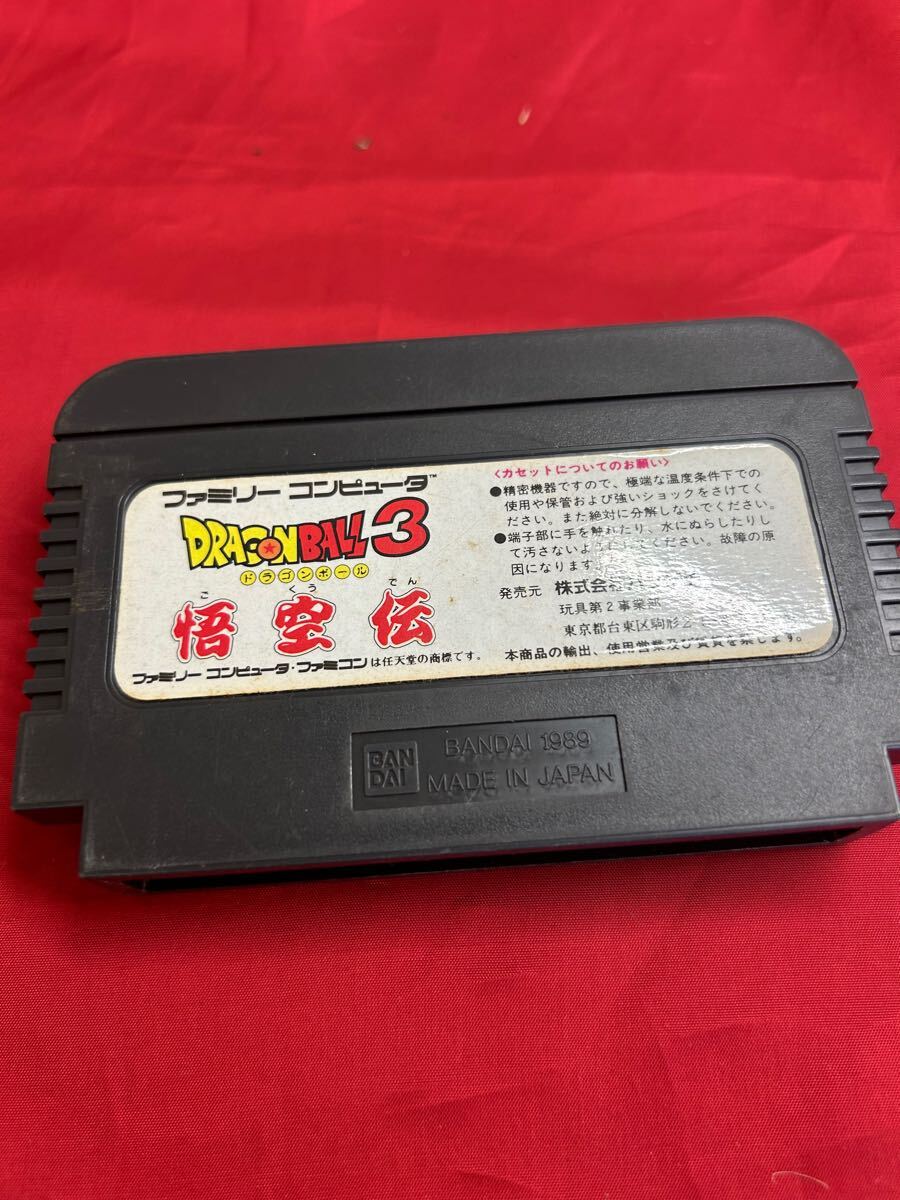 ファミリー コンピュータ™
DRAGON BALL 3
ドラゴンボール
ご くう でん
悟空伝
ファミリー コンピュータ・ファミコンは任天堂の商標です。
〈カセットについてのお願い〉
●精密機器ですので、極端な温度条件下での
使用や保管および強いショックをさけてく
ださい。また絶対に分解しないでください。
●端子部に手を触れたり、水にぬらしたりし
て汚さないように ください。故障の原
因になります。
発売元 株式会社
玩具第2事業部
東京都台東区駒形2
本商品の輸出、使用営業及び賃貸を禁じます。
BAN
DAI
BANDAI 1989
MADE IN JAPAN